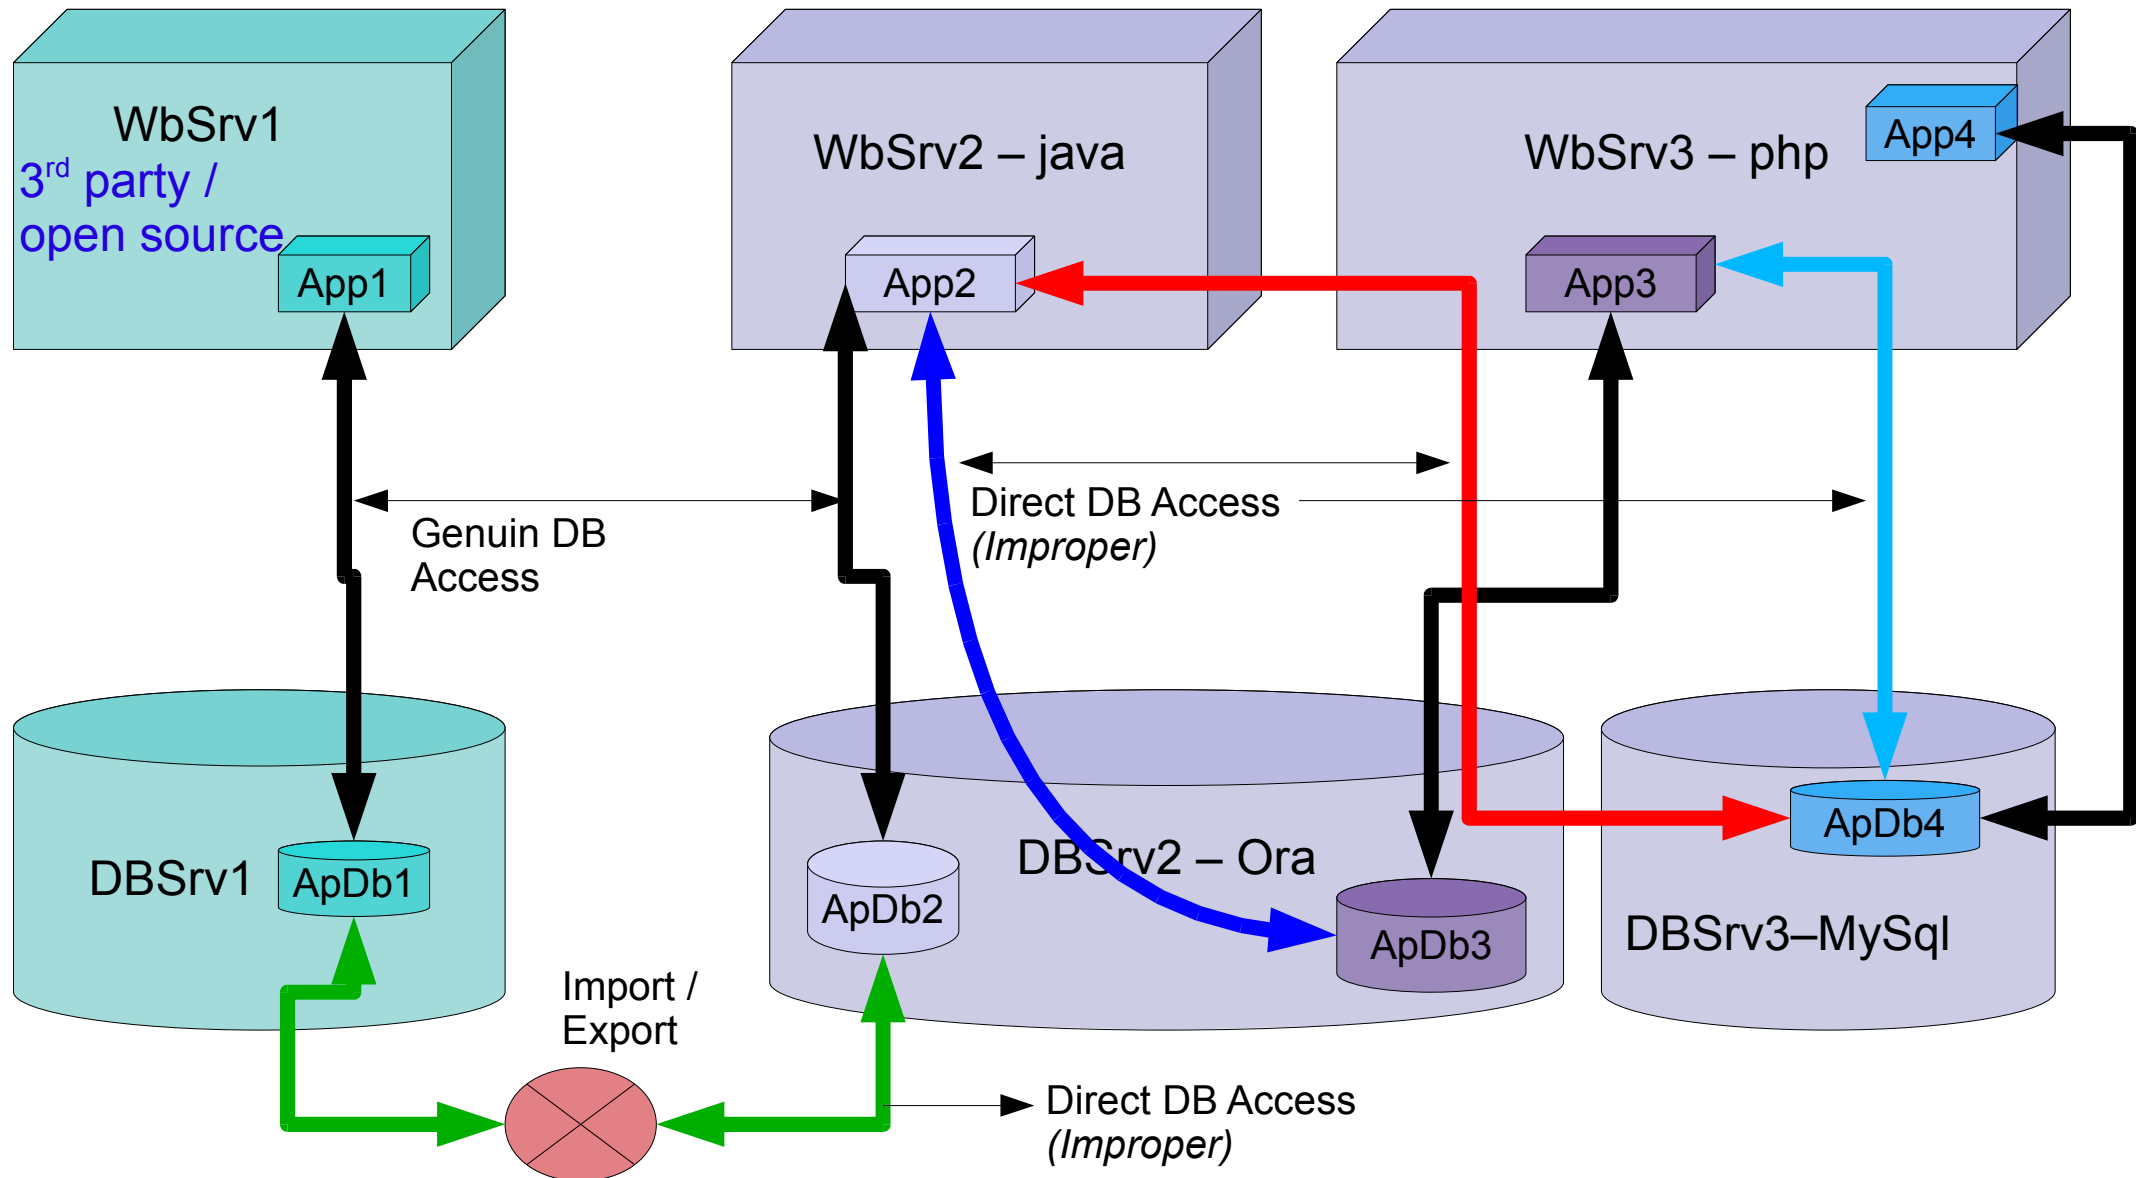 WbSrv1
3rd party /
open source
App1
WbSrv2 – java
App2
WbSrv3 – php
App4
App3
Genuin DB
Access
Direct DB Access
(Improper)
DBSrv1
ApDb1
DBSrv2 – Ora
ApDb2
ApDb3
ApDb4
DBSrv3–MySql
Import /
Export
Direct DB Access
(Improper)